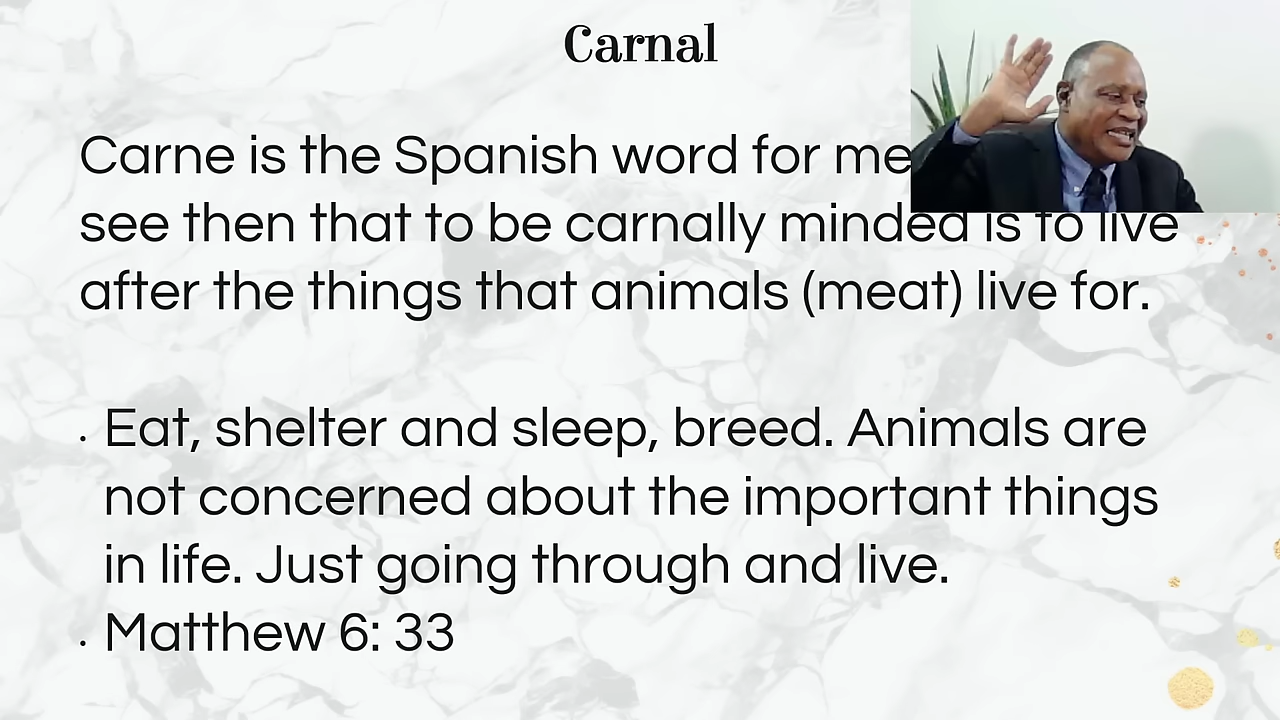 Carnal
Carne is the Spanish word for
see then that to be carnally minded is to live
after the things that animals (meat) live for.
. Eat, shelter and sleep, breed. Animals are
not concerned about the important things
in life. Just going through and live.
. Matthew 6: 33